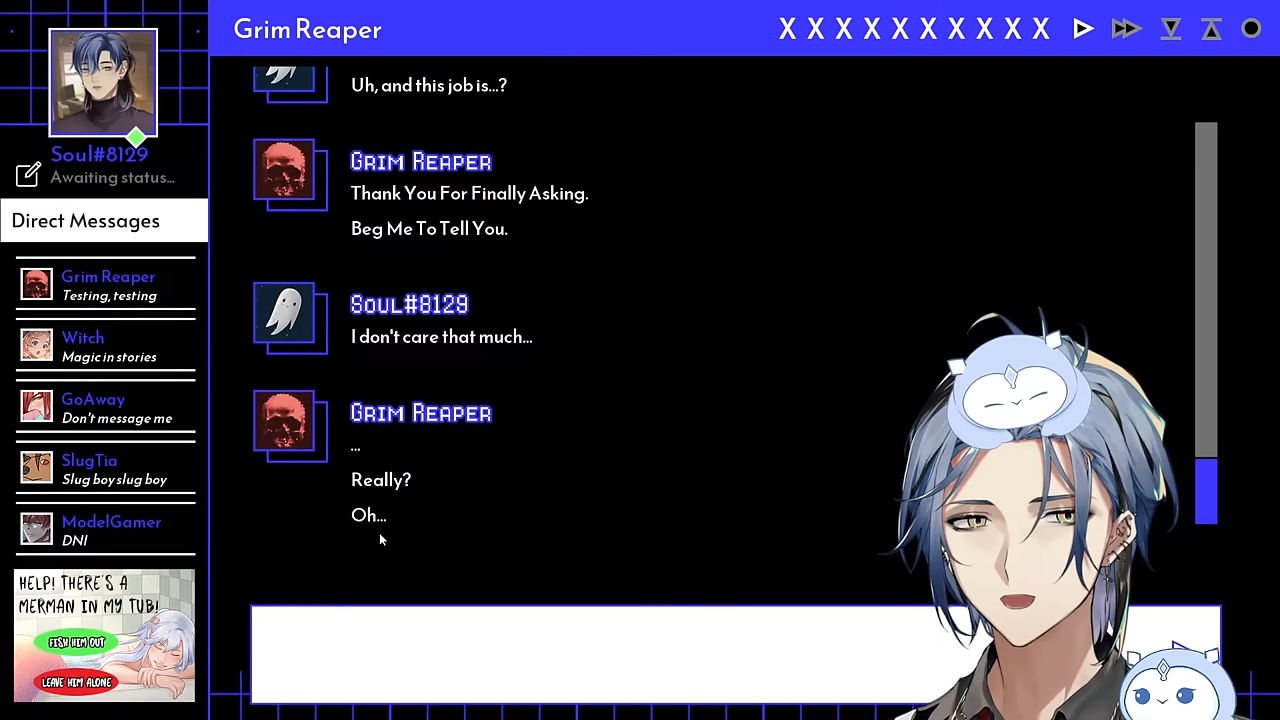 Grim Reaper
X X X X X X X X X X
Soul#8129
Awaiting status...
Direct Messages
Grim Reaper
Testing, testing
Witch
Magic in stories
GoAway
Don't message me
SlugTia
Slug boy slug boy
ModelGamer
DNI
HELP! THERE'S A
MERMAN IN MY TUB!
FISH HIM OUT
LEAVE HIM ALONE
Uh, and this job is...?
Grim Reaper
Thank You For Finally Asking.
Beg Me To Tell You.
Soul#8129
I don't care that much...
Grim Reaper
...
Really?
Oh...